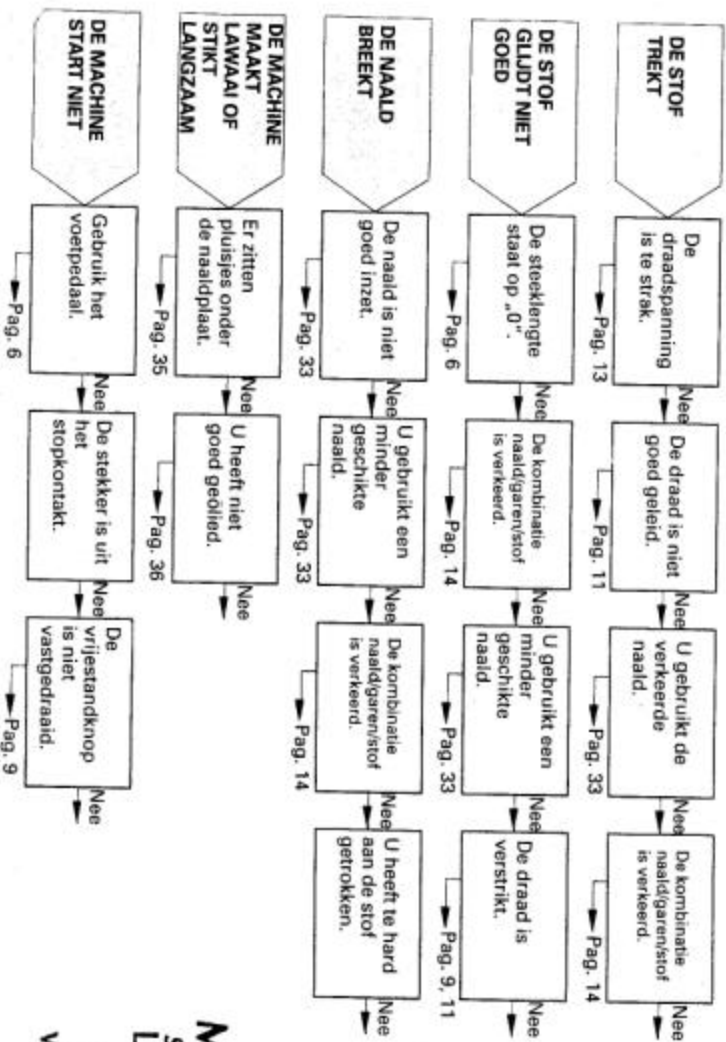 DE STOF
TREKT
De
draadspanning
is te strak.
Pag. 13
Nee
De draad is niet
goed geleid.
Pag. 11
Nee
U gebruikt de
verkeerde
naald.
Pag. 33
Nee
De kombinatie
naald/garen/stof
is verkeerd.
Pag. 14
Nee
DE STOF
GLIJDT NIET
GOED
De steeklengte
staat op „0".
Pag. 6
Nee
De kombinatie
naald/garen/stof
is verkeerd.
Pag. 14
Nee
U gebruikt een
minder
geschikte
naald.
Pag. 33
Nee
De draad is
verstrikt.
Pag. 9, 11
Nee
DE NAALD
BREEKT
De naald is niet
goed inzet.
Pag. 33
Nee
U gebruikt een
minder
geschikte
naald.
Pag. 33
Nee
De kombinatie
naald/garen/stof
is verkeerd.
Pag. 14
Nee
U heeft te hard
aan de stof
getrokken.
Nee
DE MACHINE
MAAKT
LAWAAI OF
STIKT
LANGZAAM
Er zitten
pluisjes onder
de naaldplaat.
Pag. 35
Nee
U heeft niet
goed geölied.
Pag. 36
Nee
DE MACHINE
START NIET
Gebruik het
voetpedaal.
Pag. 6
Nee
De stekker is uit
het
stopkontakt.
Nee
De
vrijestandknop
is niet
vastgedraaid.
Pag. 9
Nee